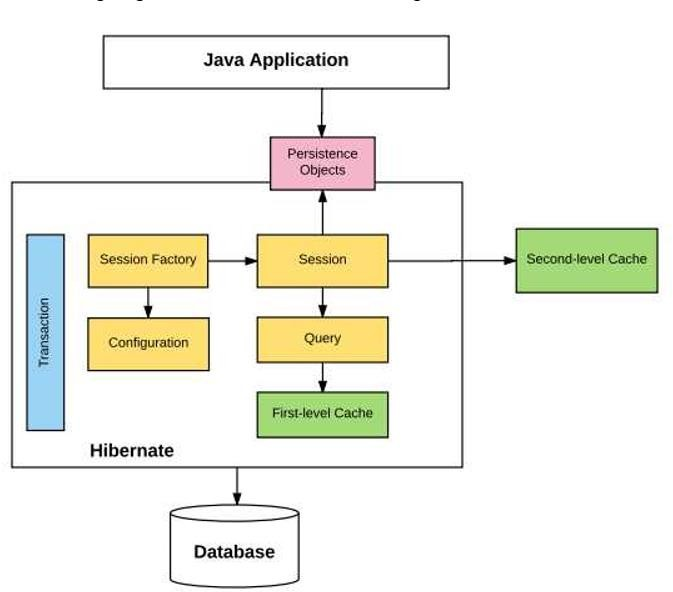 Java Application
Persistence
Objects
Session Factory
Session
Second-level Cache
Transaction
Configuration
Query
First-level Cache
Hibernate
Database